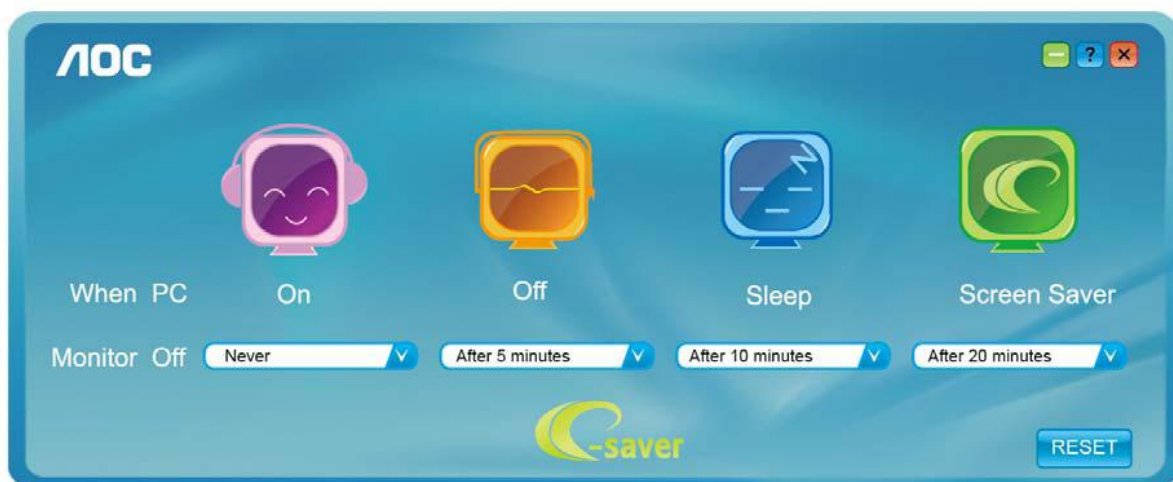 AOC
?
When PC On Off Sleep Screen Saver
Monitor Off Never After 5 minutes After 10 minutes After 20 minutes
e-saver
RESET